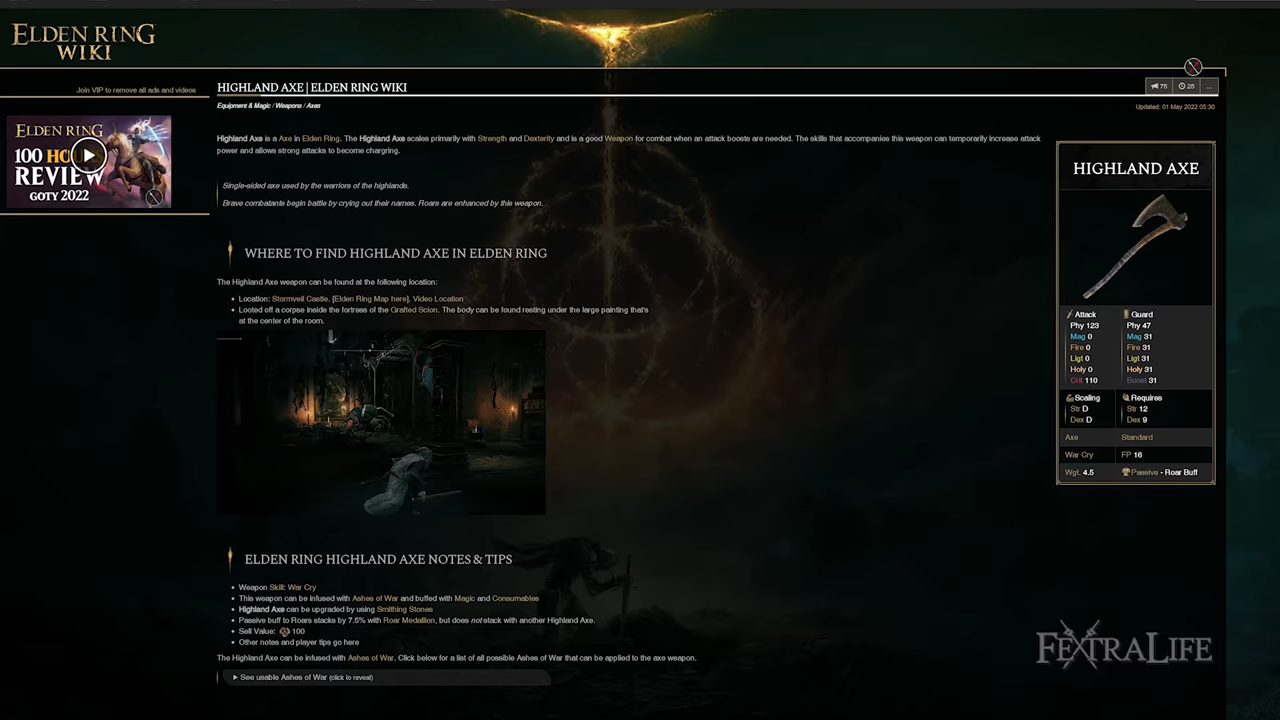 ELDEN RING
WIKI
Join VIP to remove all ads and videos
ELDEN RING
100 HOU
REVIEW
GOTY 2022
HIGHLAND AXE | ELDEN RING WIKI
75
25
...
Equipment & Magic / Weapons / Axes
Updated: 01 May 2022 05:30
Highland Axe is a Axe in Elden Ring. The Highland Axe scales primarily with Strength and Dexterity and is a good Weapon for combat when an attack boosts are needed. The skills that accompanies this weapon can temporarily increase attack
power and allows strong attacks to become chargring.
Single-sided axe used by the warriors of the highlands.
Brave combatants begin battle by crying out their names. Roars are enhanced by this weapon.
WHERE TO FIND HIGHLAND AXE IN ELDEN RING
The Highland Axe weapon can be found at the following location:
• Location: Stormveil Castle. [Elden Ring Map here]. Video Location
• Looted off a corpse inside the fortress of the Grafted Scion. The body can be found resting under the large painting that's
at the center of the room.
ELDEN RING HIGHLAND AXE NOTES & TIPS
• Weapon Skill: War Cry
• This weapon can be infused with Ashes of War and buffed with Magic and Consumables
• Highland Axe can be upgraded by using Smithing Stones
• Passive buff to Roars stacks by 7.5% with Roar Medallion, but does not stack with another Highland Axe.
• Sell Value: 100
• Other notes and player tips go here
The Highland Axe can be infused with Ashes of War. Click below for a list of all possible Ashes of War that can be applied to the axe weapon.
► See usable Ashes of War (click to reveal)
HIGHLAND AXE
Attack Guard
Phy 123 Phy 47
Mag 0 Mag 31
Fire 0 Fire 31
Ligt 0 Ligt 31
Holy 0 Holy 31
Crit 110 Boost 31
Scaling Requires
Str D Str 12
Dex D Dex 9
Axe Standard
War Cry FP 16
Wgt. 4.5 Passive - Roar Buff
FEXTRALIFE